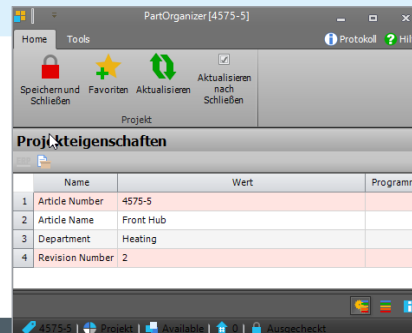 PartOrganizer [4575-5]
Home Tools
Protokoll
Speichern und Schließen Favoriten Aktualisieren Aktualisieren nach Schließen
Projekt
Projekteigenschaften
Name Wert
1 Article Number 4575-5
2 Article Name Front Hub
3 Department Heating
4 Revision Number 2
4575-5 | Projekt | Available | 0 | Ausgecheckt